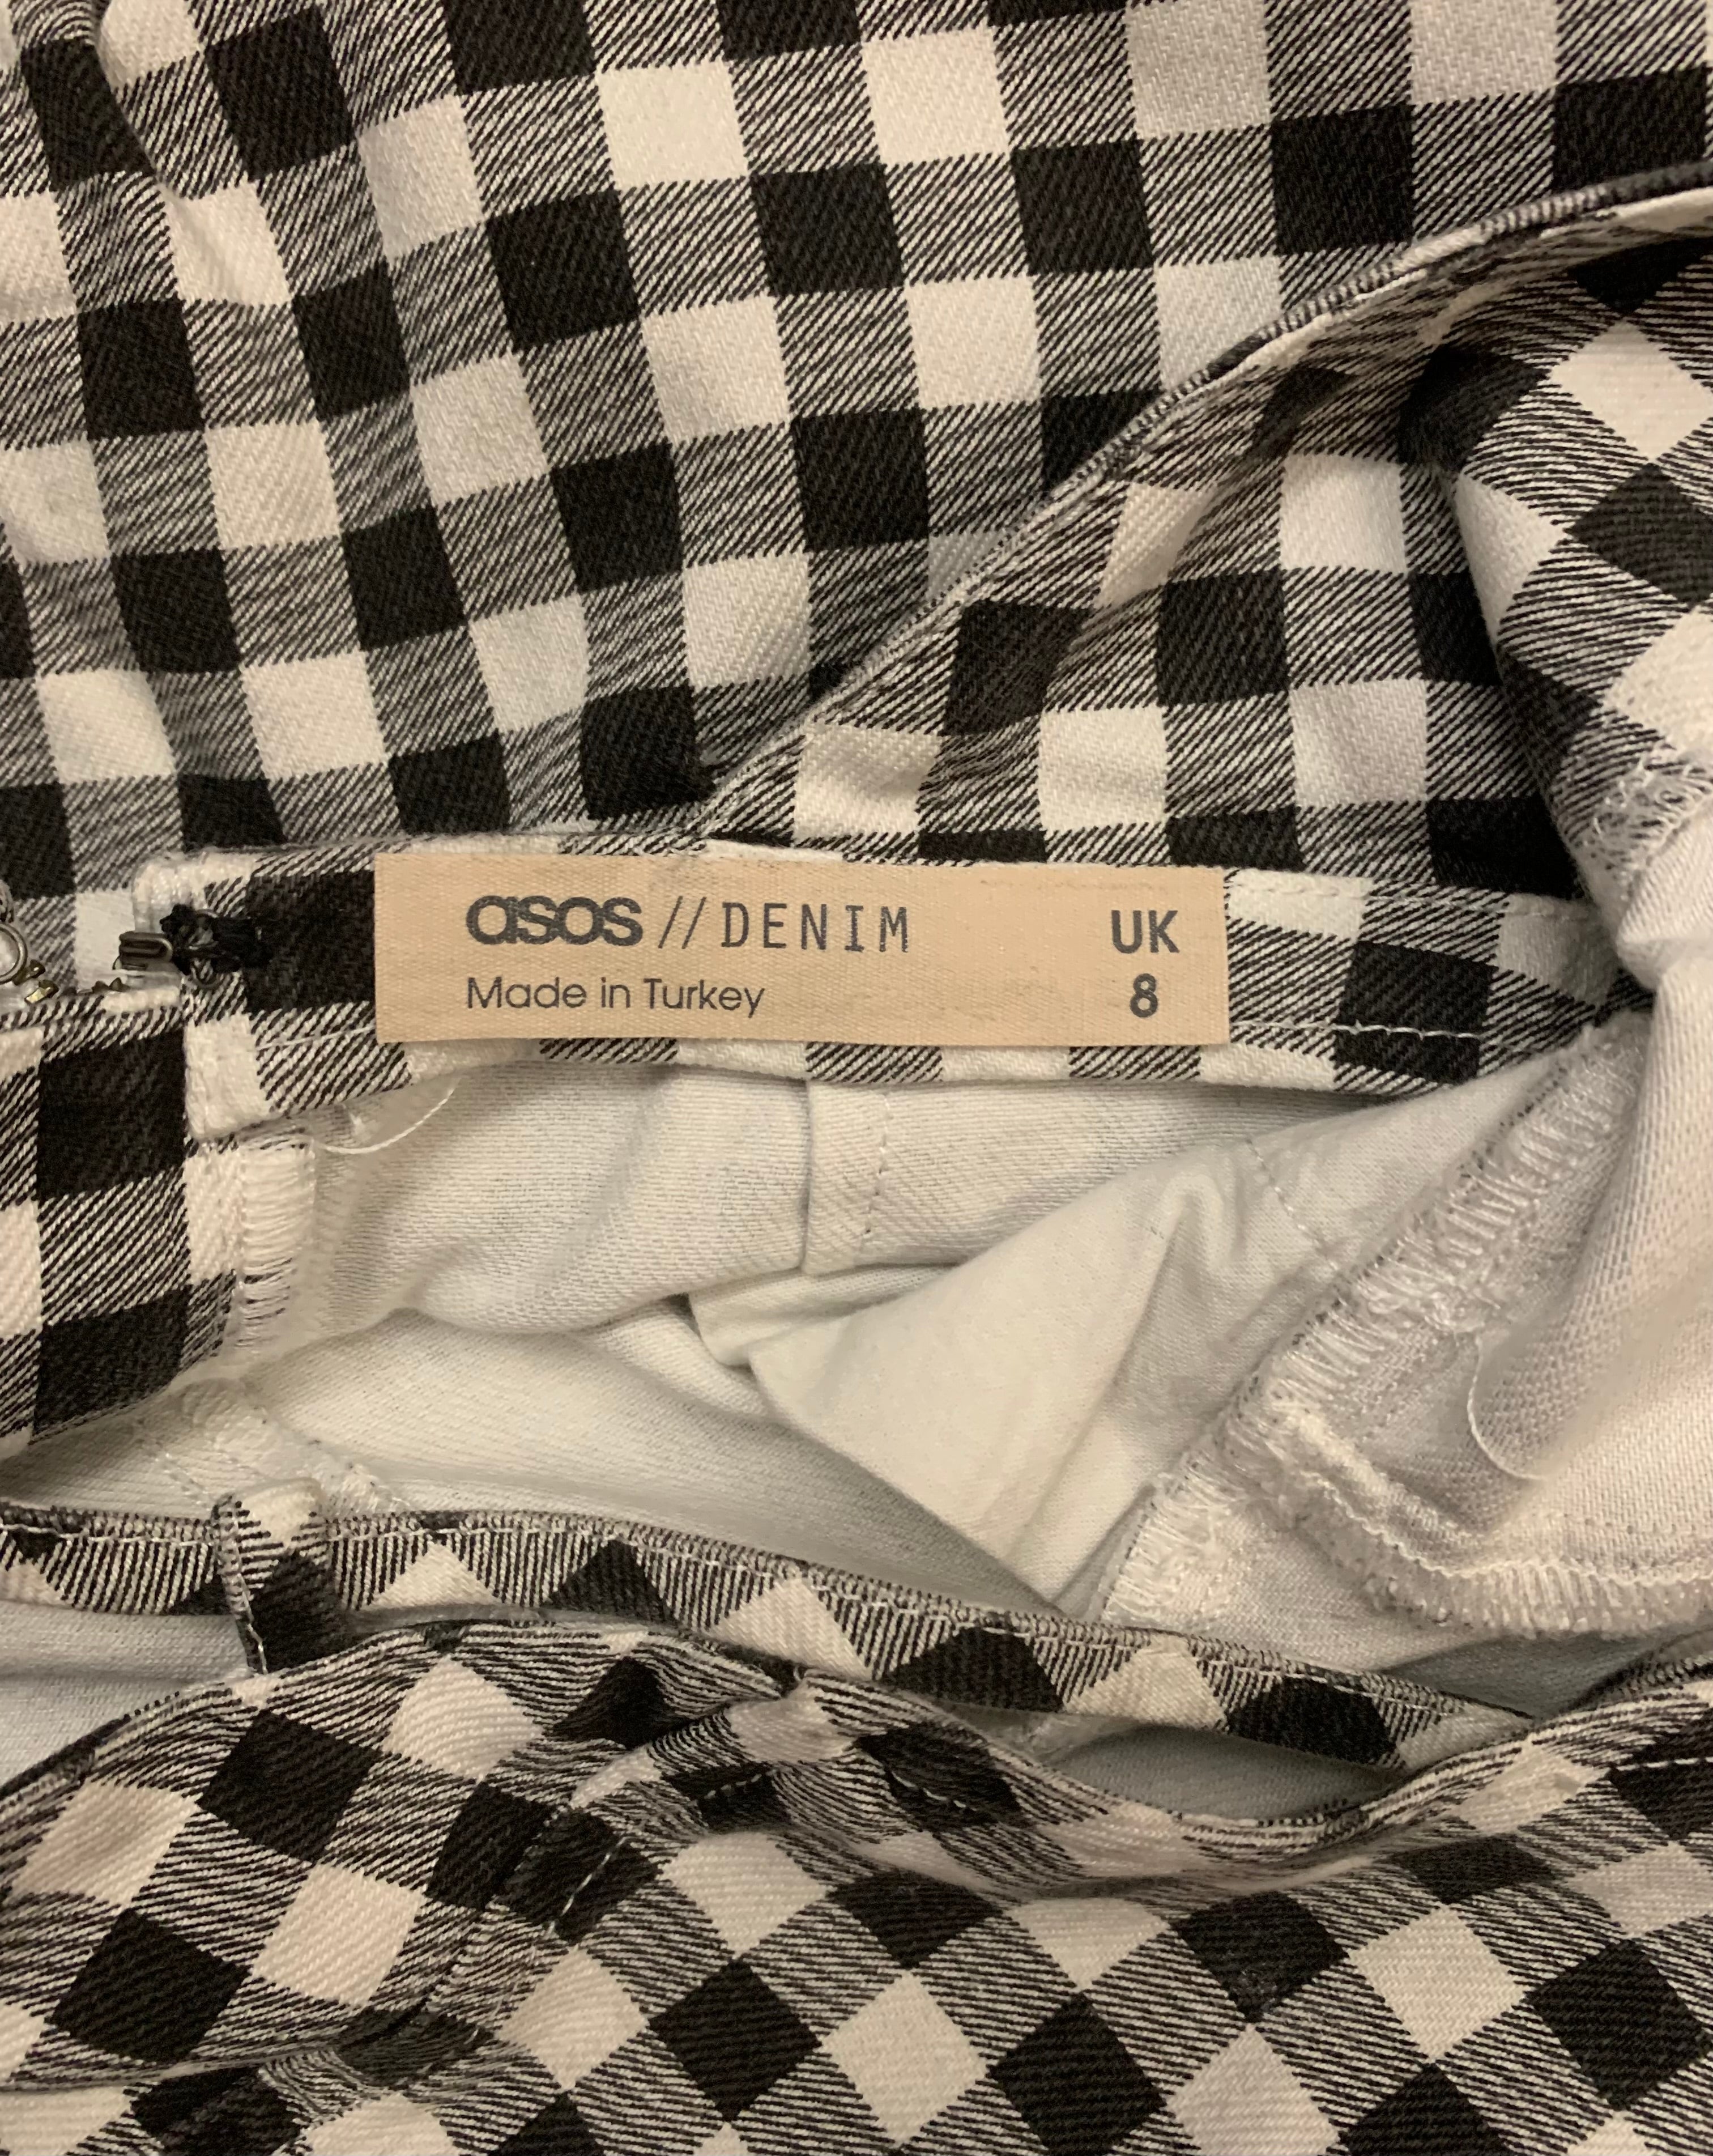 asos // DENIM UK
Made in Turkey 8